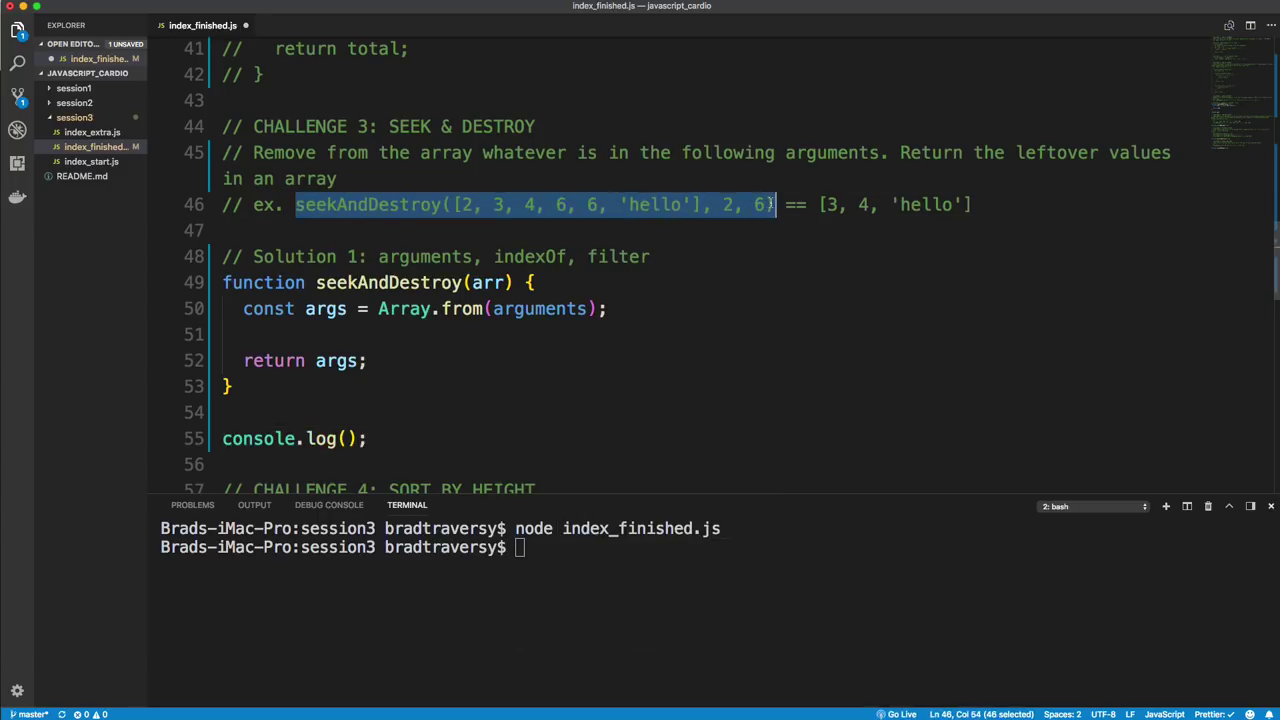 index_finished.js — javascript_cardio
EXPLORER
index_finished.js
OPEN EDITO... 1 UNSAVED
index_finishe... M
JAVASCRIPT_CARDIO
session1
session2
session3
index_extra.js
index_finished... M
index_start.js
README.md
41 //   return total;
42 // }
43
44 // CHALLENGE 3: SEEK & DESTROY
45 // Remove from the array whatever is in the following arguments. Return the leftover values
in an array
46 // ex. seekAndDestroy([2, 3, 4, 6, 6, 'hello'], 2, 6) == [3, 4, 'hello']
47
48 // Solution 1: arguments, indexOf, filter
49 function seekAndDestroy(arr) {
50   const args = Array.from(arguments);
51
52   return args;
53 }
54
55 console.log();
56
57 // CHALLENGE 4: SORT BY HEIGHT
PROBLEMS OUTPUT DEBUG CONSOLE TERMINAL 2: bash
Brads-iMac-Pro:session3 bradtraversy$ node index_finished.js
Brads-iMac-Pro:session3 bradtraversy$
master* 0 0 Go Live Ln 46, Col 54 (46 selected) Spaces: 2 UTF-8 LF JavaScript Prettier: ✓